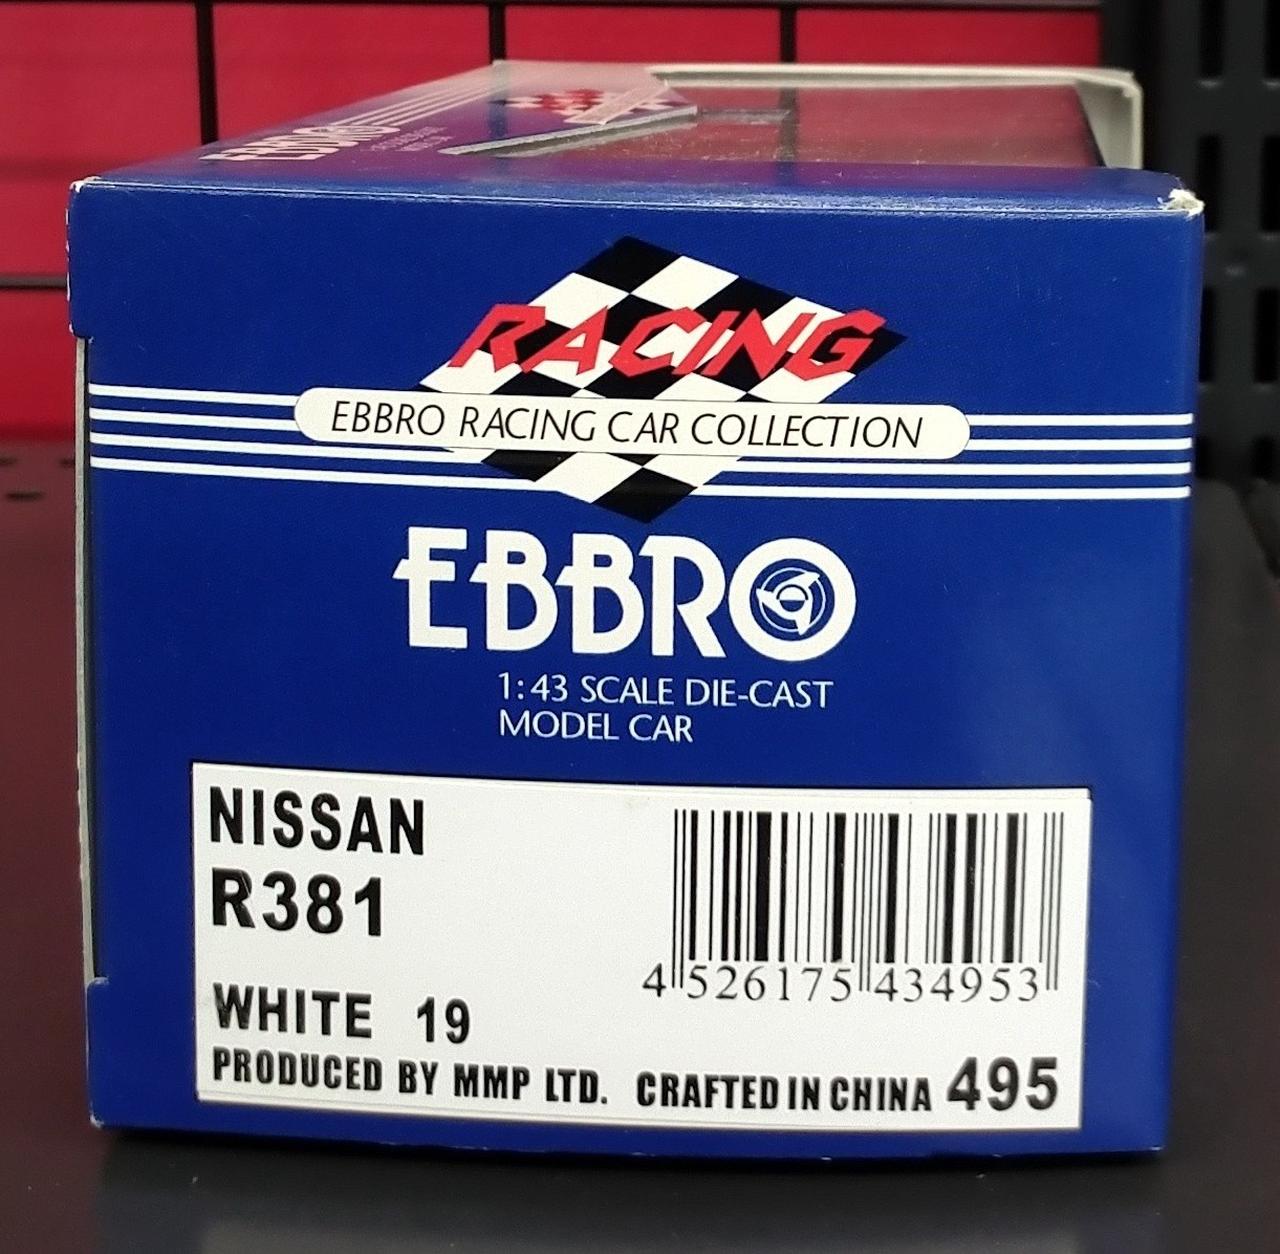 EBBRO
RACING
EBBRO RACING CAR COLLECTION
EBBRO
1:43 SCALE DIE-CAST
MODEL CAR
NISSAN
R381
WHITE 19
4 526175 434953
PRODUCED BY MMP LTD. CRAFTED IN CHINA 495